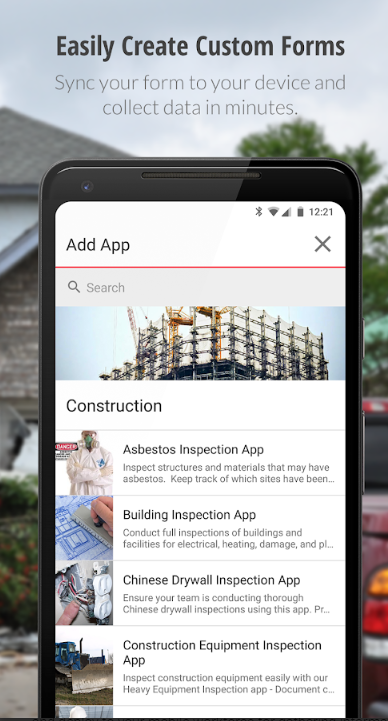 Easily Create Custom Forms
Sync your form to your device and
collect data in minutes.
12:21
Add App
Search
Construction
DANGER
Asbestos Inspection App
Inspect structures and materials that may have
asbestos. Keep track of which sites have been...
Building Inspection App
Conduct full inspections of buildings and
facilities for electrical, heating, damage, and pl...
Chinese Drywall Inspection App
Ensure your team is conducting thorough
Chinese drywall inspections using this app. Pr...
Construction Equipment Inspection
App
Inspect construction equipment easily with our
Heavy Equipment Inspection app - Document c...